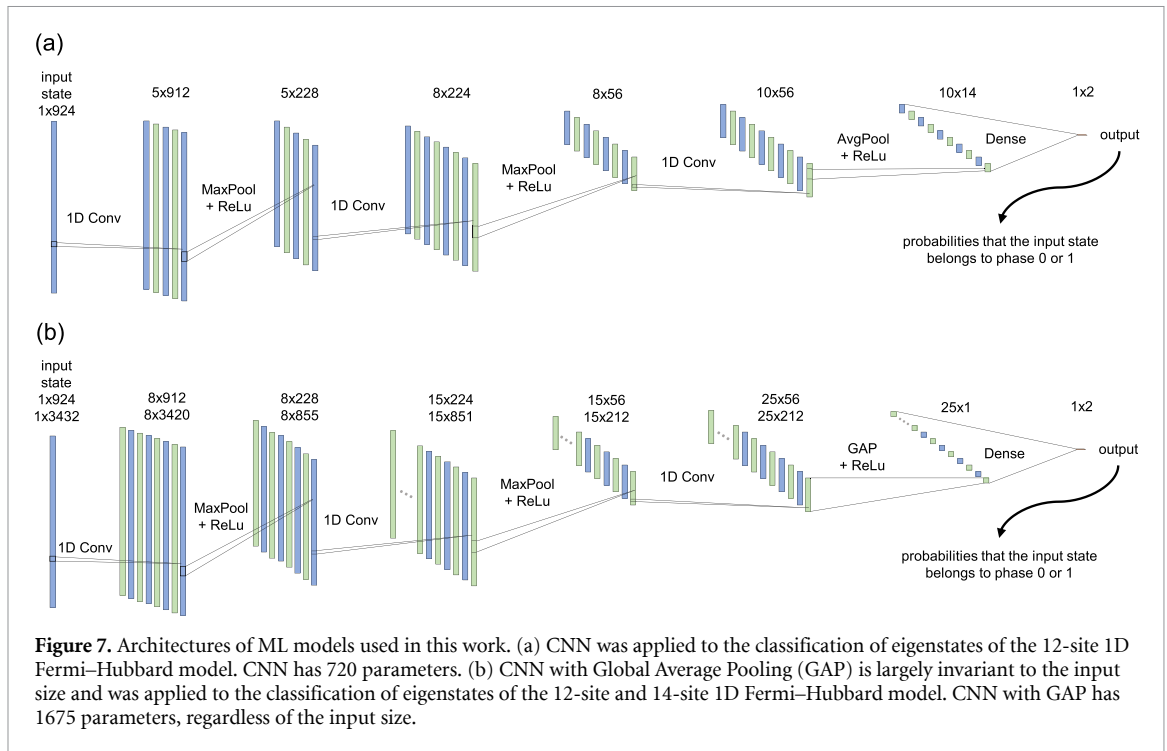 (a)
input
state
1x924
5x912
5x228
8x224
8x56
10x56
10x14
1x2
1D Conv
MaxPool
+ ReLu
1D Conv
MaxPool
+ ReLu
1D Conv
AvgPool
+ ReLu
Dense
output
probabilities that the input state
belongs to phase 0 or 1
(b)
input
state
1x924
1x3432
8x912
8x3420
8x228
8x855
15x224
15x851
15x56
15x212
25x56
25x212
25x1
1x2
1D Conv
MaxPool
+ ReLu
1D Conv
MaxPool
+ ReLu
1D Conv
GAP
+ ReLu
Dense
output
probabilities that the input state
belongs to phase 0 or 1
Figure 7. Architectures of ML models used in this work. (a) CNN was applied to the classification of eigenstates of the 12-site 1D
Fermi–Hubbard model. CNN has 720 parameters. (b) CNN with Global Average Pooling (GAP) is largely invariant to the input
size and was applied to the classification of eigenstates of the 12-site and 14-site 1D Fermi–Hubbard model. CNN with GAP has
1675 parameters, regardless of the input size.